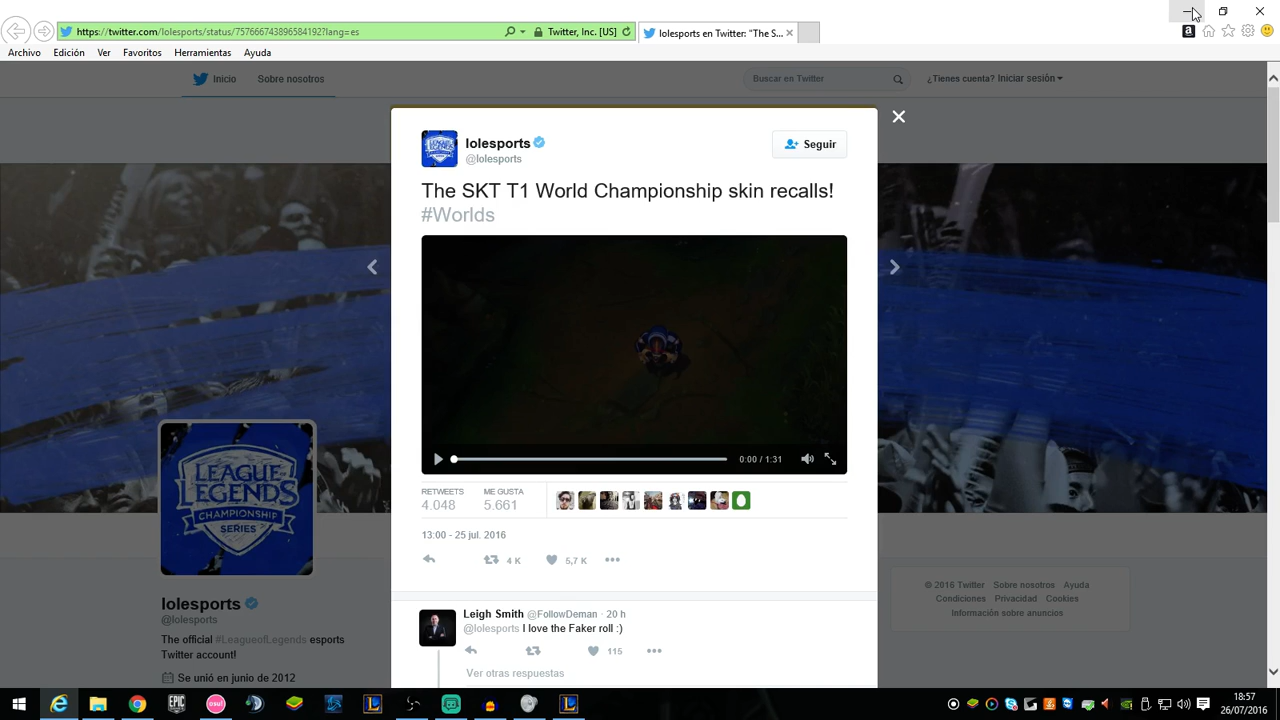 https://twitter.com/lolesports/status/757666743896584192?lang=es
Twitter, Inc. [US]
lolesports en Twitter: "The S...
Archivo Edición Ver Favoritos Herramientas Ayuda
Inicio Sobre nosotros
Buscar en Twitter
¿Tienes cuenta? Iniciar sesión
lolesports
@lolesports
Seguir
The SKT T1 World Championship skin recalls!
#Worlds
0:00 / 1:31
RETWEETS ME GUSTA
4.048 5.661
13:00 - 25 jul. 2016
4 K 5,7 K
LEAGUE
LEGENDS
CHAMPIONSHIP
SERIES
lolesports
@lolesports
The official #LeagueofLegends esports
Twitter account!
Se unió en junio de 2012
Leigh Smith @FollowDeman · 20 h
@lolesports I love the Faker roll :)
115
Ver otras respuestas
© 2016 Twitter Sobre nosotros Ayuda
Condiciones Privacidad Cookies
Información sobre anuncios
EPIC
osu!
18:57
26/07/2016